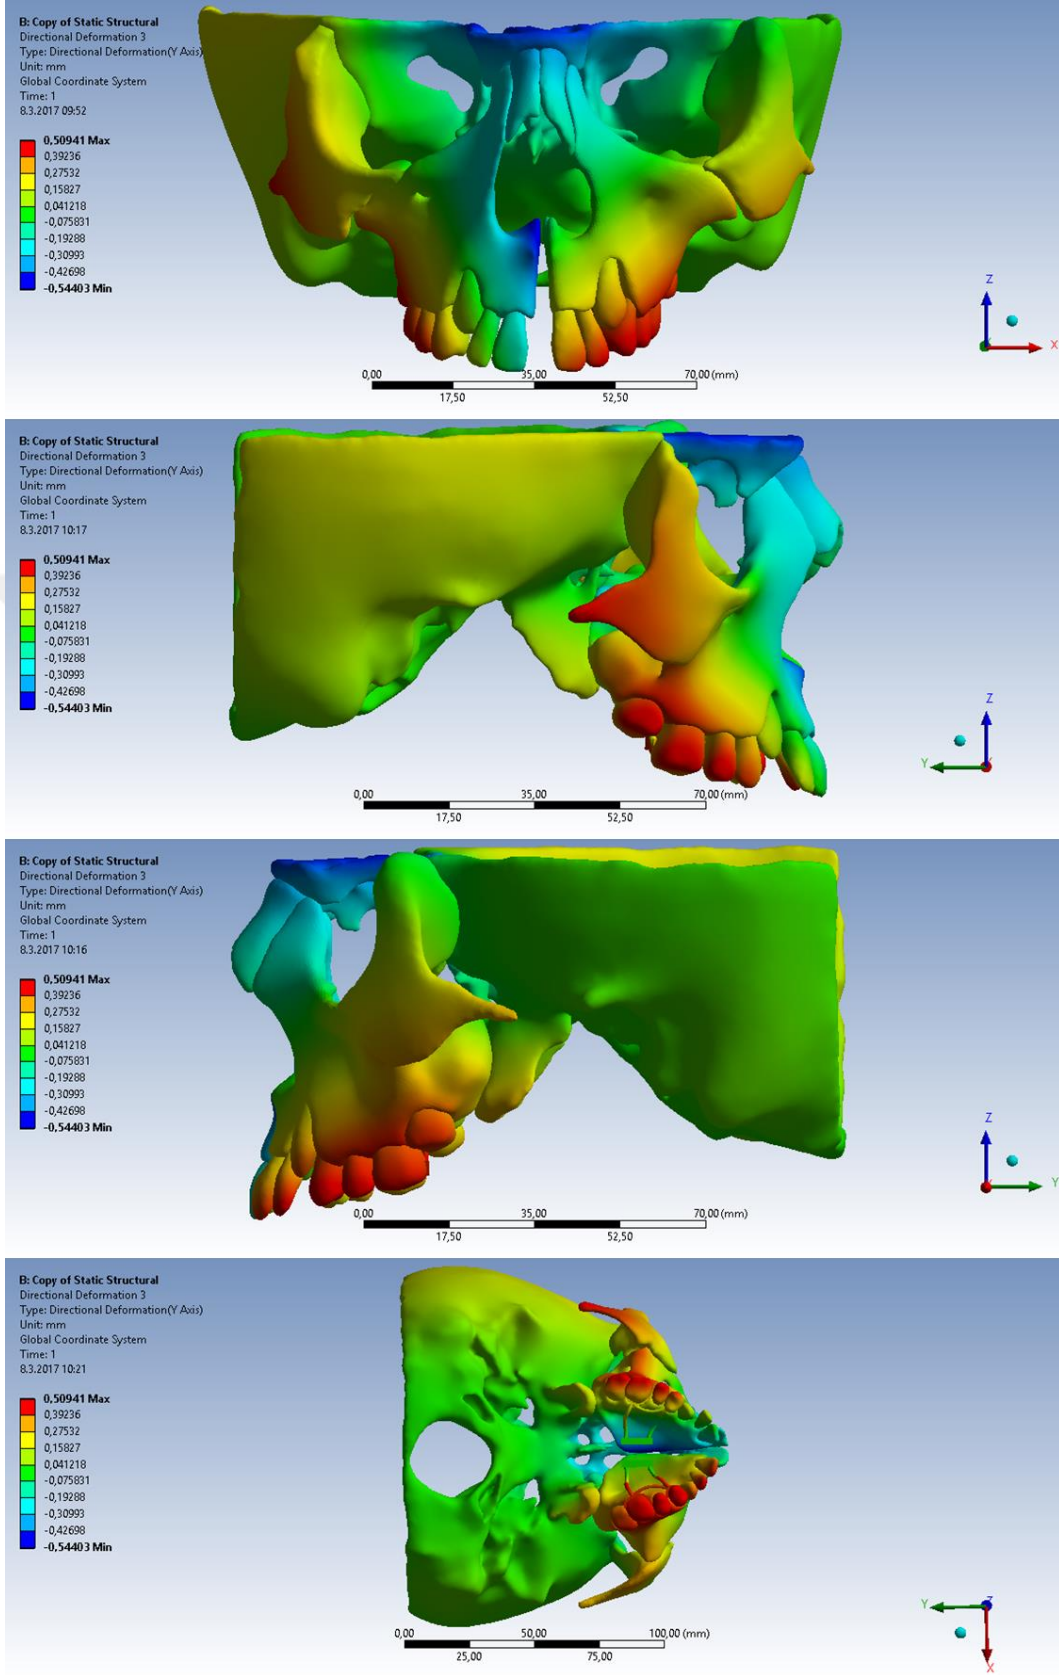 B: Copy of Static Structural
Directional Deformation 3
Type: Directional Deformation(Y Axis)
Unit: mm
Global Coordinate System
Time: 1
8.3.2017 09:52
0,50941 Max
0,39236
0,27532
0,15827
0,041218
-0,075831
-0,19288
-0,30993
-0,42698
-0,54403 Min
Z
X
0,00 35,00 70,00 (mm)
17,50 52,50
B: Copy of Static Structural
Directional Deformation 3
Type: Directional Deformation(Y Axis)
Unit: mm
Global Coordinate System
Time: 1
8.3.2017 10:17
0,50941 Max
0,39236
0,27532
0,15827
0,041218
-0,075831
-0,19288
-0,30993
-0,42698
-0,54403 Min
Z
Y
0,00 35,00 70,00 (mm)
17,50 52,50
B: Copy of Static Structural
Directional Deformation 3
Type: Directional Deformation(Y Axis)
Unit: mm
Global Coordinate System
Time: 1
8.3.2017 10:16
0,50941 Max
0,39236
0,27532
0,15827
0,041218
-0,075831
-0,19288
-0,30993
-0,42698
-0,54403 Min
Z
Y
0,00 35,00 70,00 (mm)
17,50 52,50
B: Copy of Static Structural
Directional Deformation 3
Type: Directional Deformation(Y Axis)
Unit: mm
Global Coordinate System
Time: 1
8.3.2017 10:21
0,50941 Max
0,39236
0,27532
0,15827
0,041218
-0,075831
-0,19288
-0,30993
-0,42698
-0,54403 Min
Y Z
X
0,00 50,00 100,00 (mm)
25,00 75,00